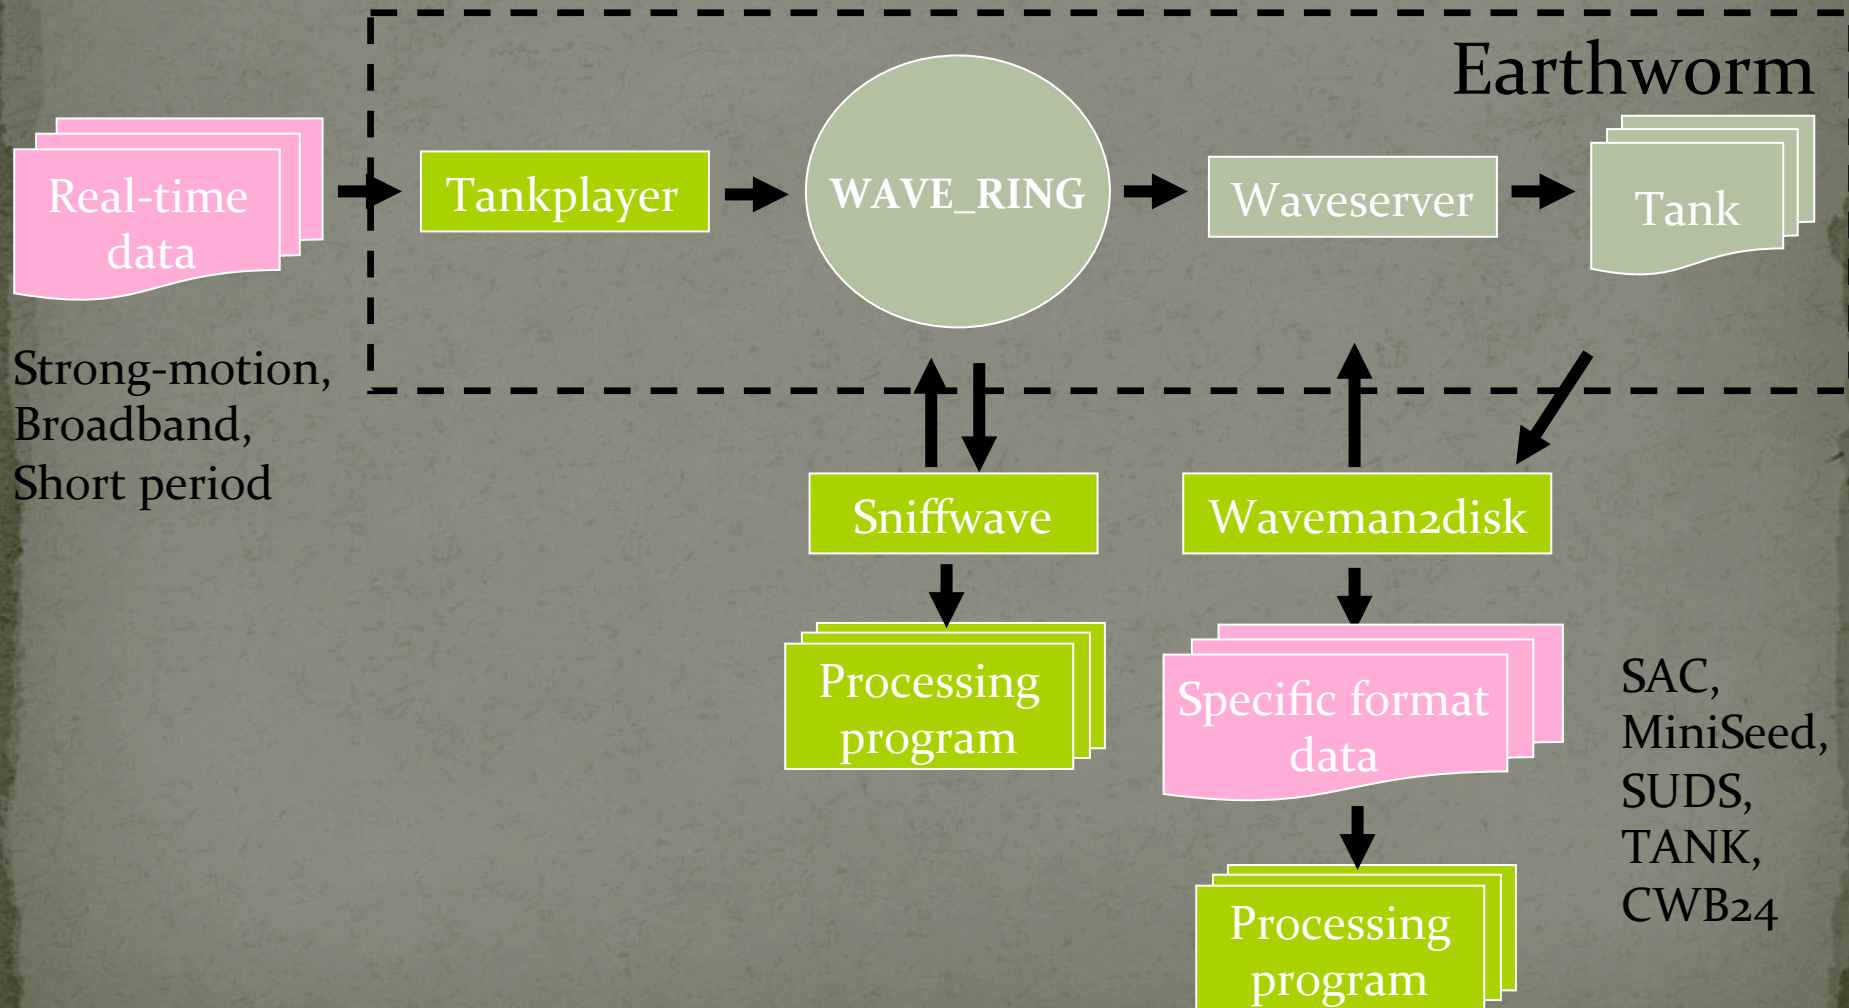 Earthworm
Real-time
data
Tankplayer
WAVE_RING
Waveserver
Tank
Strong-motion,
Broadband,
Short period
Sniffwave
Waveman2disk
Processing
program
Specific format
data
SAC,
MiniSeed,
SUDS,
TANK,
CWB24
Processing
program